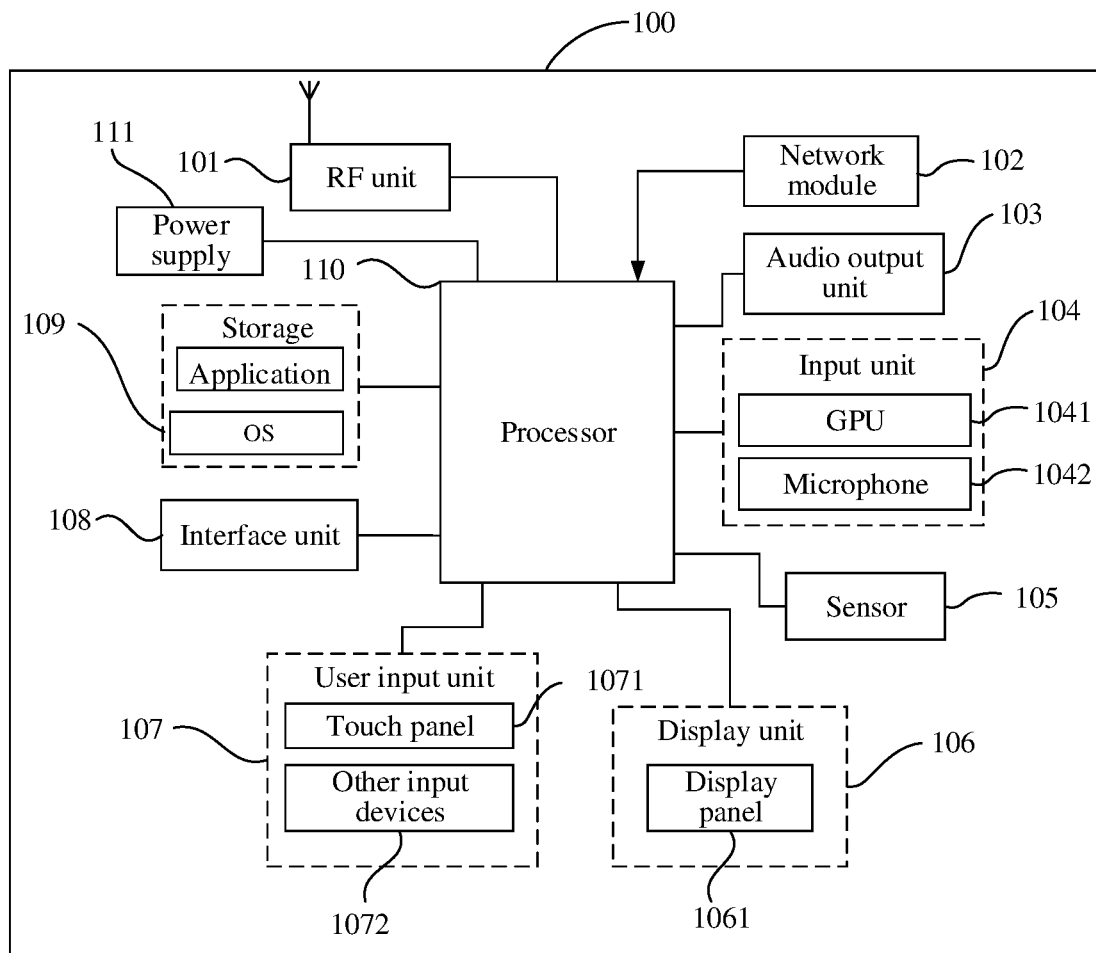 100
111
101
RF unit
Network
module
102
Power
supply
103
Audio output
unit
110
109
Storage
Application
OS
104
Input unit
GPU
1041
Microphone
1042
Processor
108
Interface unit
Sensor
105
User input unit
1071
Touch panel
107
Other input
devices
1072
Display unit
106
Display
panel
1061